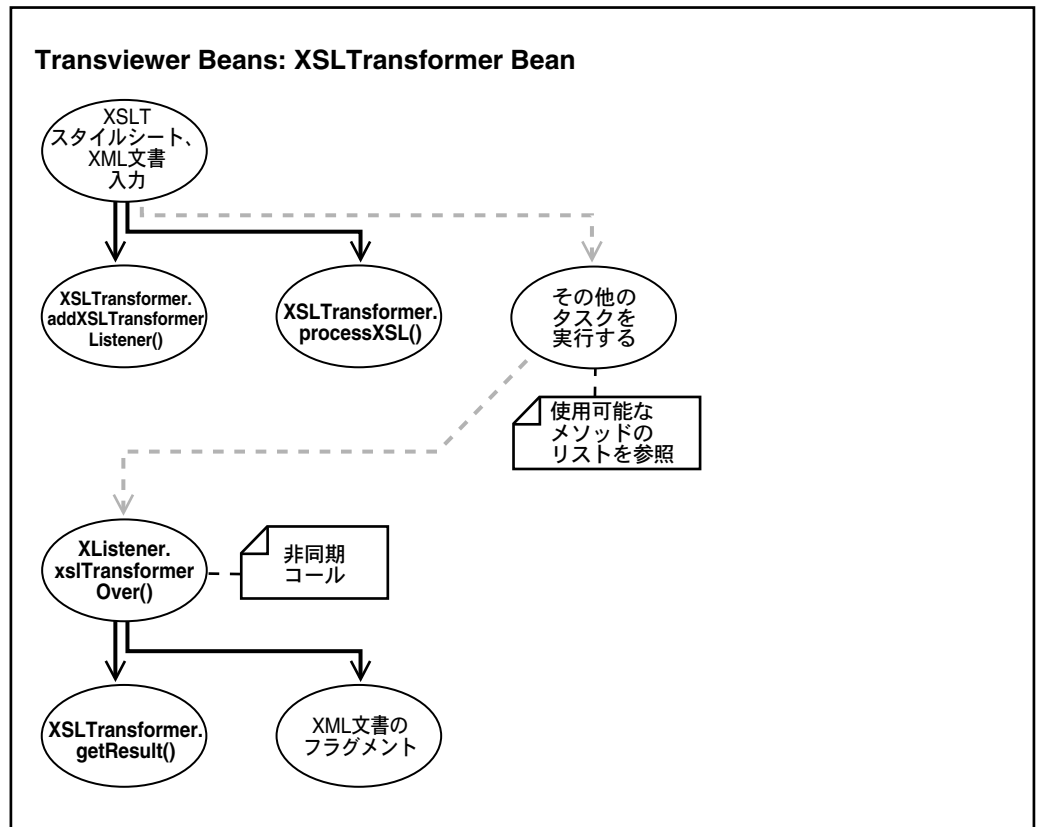 Transviewer Beans: XSLTransformer Bean
XSLT
スタイルシート、
XML文書
入力
XSLTransformer.
addXSLTransformer
Listener()
XSLTransformer.
processXSL()
その他の
タスクを
実行する
使用可能な
メソッドの
リストを参照
XListener.
xslTransformer
Over()
非同期
コール
XSLTransformer.
getResult()
XML文書の
フラグメント